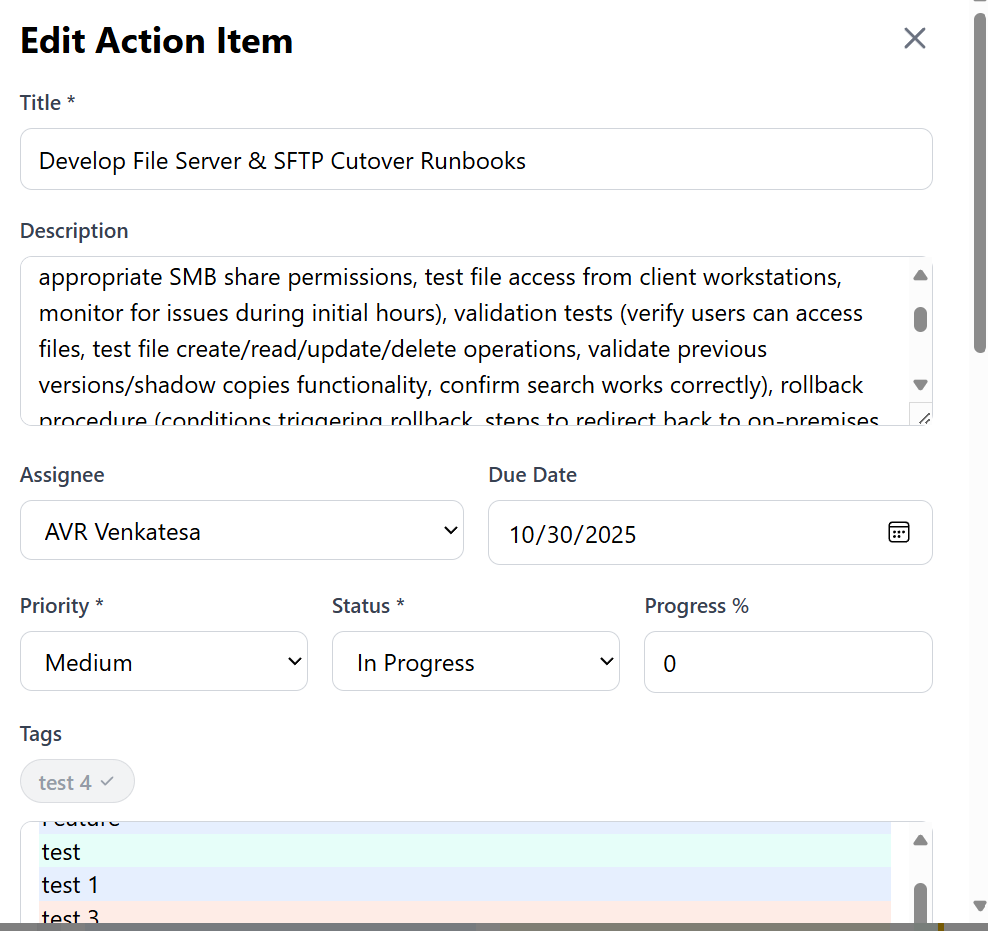 Edit Action Item
Title *
Develop File Server & SFTP Cutover Runbooks
Description
appropriate SMB share permissions, test file access from client workstations,
monitor for issues during initial hours), validation tests (verify users can access
files, test file create/read/update/delete operations, validate previous
versions/shadow copies functionality, confirm search works correctly), rollback
procedure (conditions triggering rollback, steps to redirect back to on-premises
Assignee
Due Date
AVR Venkatesa
10/30/2025
Priority *
Status *
Progress %
Medium
In Progress
0
Tags
test 4
Feature
test
test 1
test 3